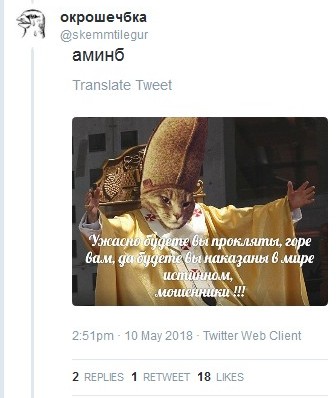 окрошечбка
@skemmtilegur
аминб
Translate Tweet
Ужасно будете вы прокляты, горе
вам, да будете вы наказаны в мире
истинном,
мошенники !!!
2:51pm · 10 May 2018 · Twitter Web Client
2 REPLIES 1 RETWEET 18 LIKES